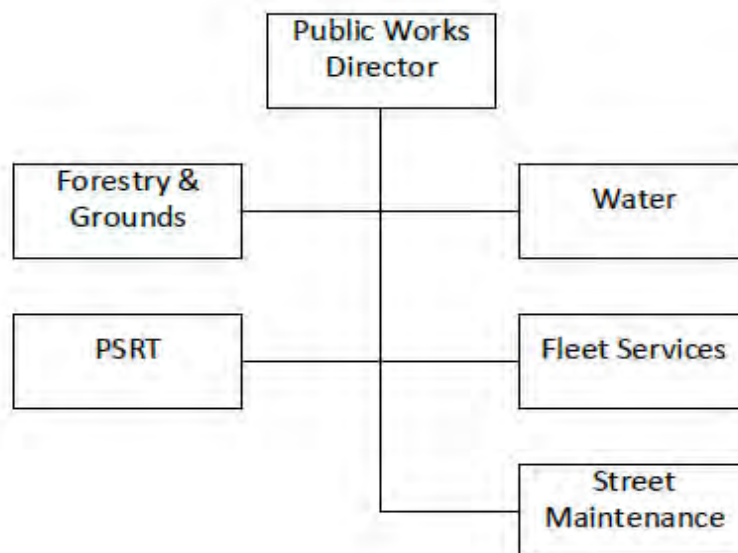 Public Works
Director
Forestry &
Grounds
Water
PSRT
Fleet Services
Street
Maintenance